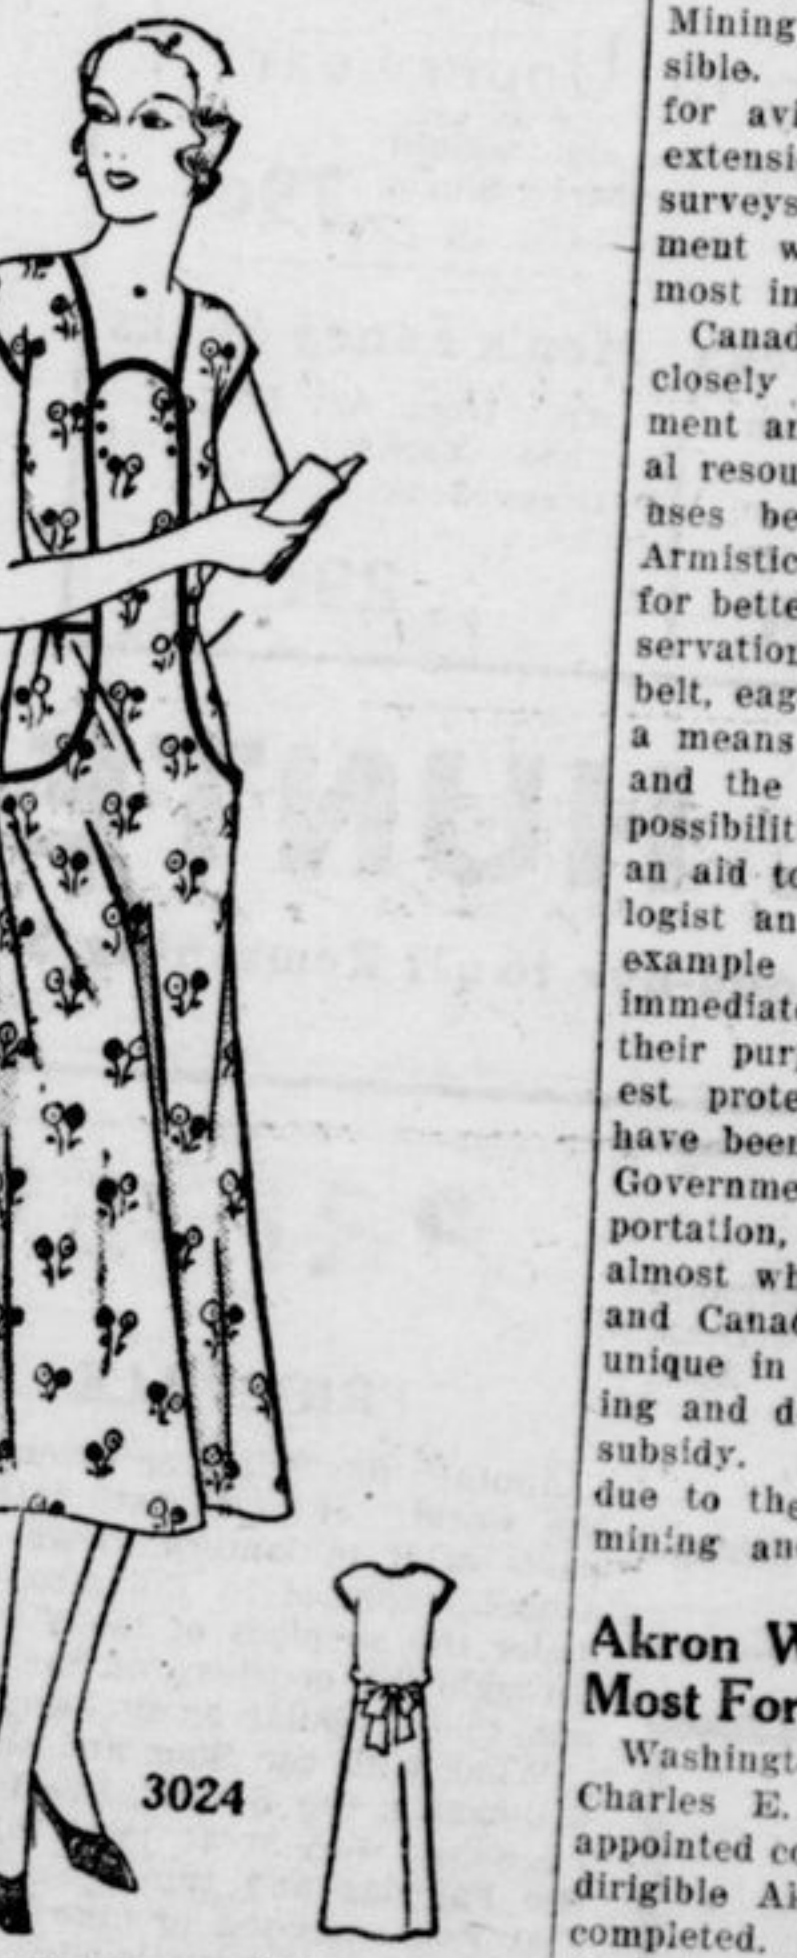 3024
Mining
sible.
for avi
extensi
surveys
ment w
most in
Canad
closely
ment an
al resou
uses be
Armistic
for bette
servation
belt, eag
a means
and the
possibilit
an aid to
logist an
example
immediate
their pur
est prote
have been
Governme
portation,
almost wh
and Canad
unique in
ing and d
subsidy.
due to the
mining an
Akron W
Most For
Washingt
Charles E.
appointed co
dirigible Ak
completed.